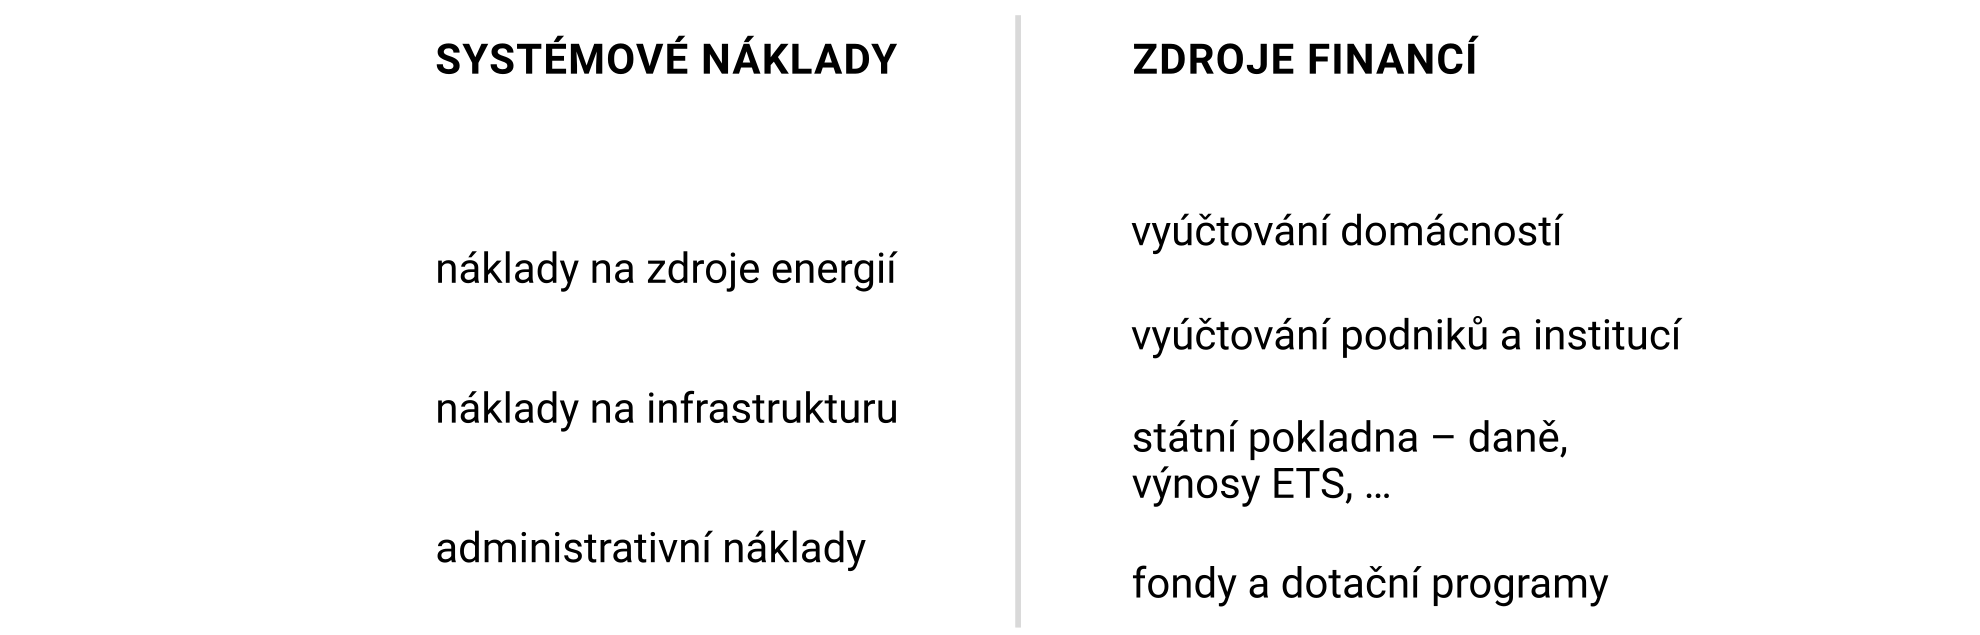 SYSTÉMOVÉ NÁKLADY
náklady na zdroje energií
náklady na infrastrukturu
administrativní náklady
ZDROJE FINANCÍ
vyúčtování domácností
vyúčtování podniků a institucí
státní pokladna – daně,
výnosy ETS, ...
fondy a dotační programy